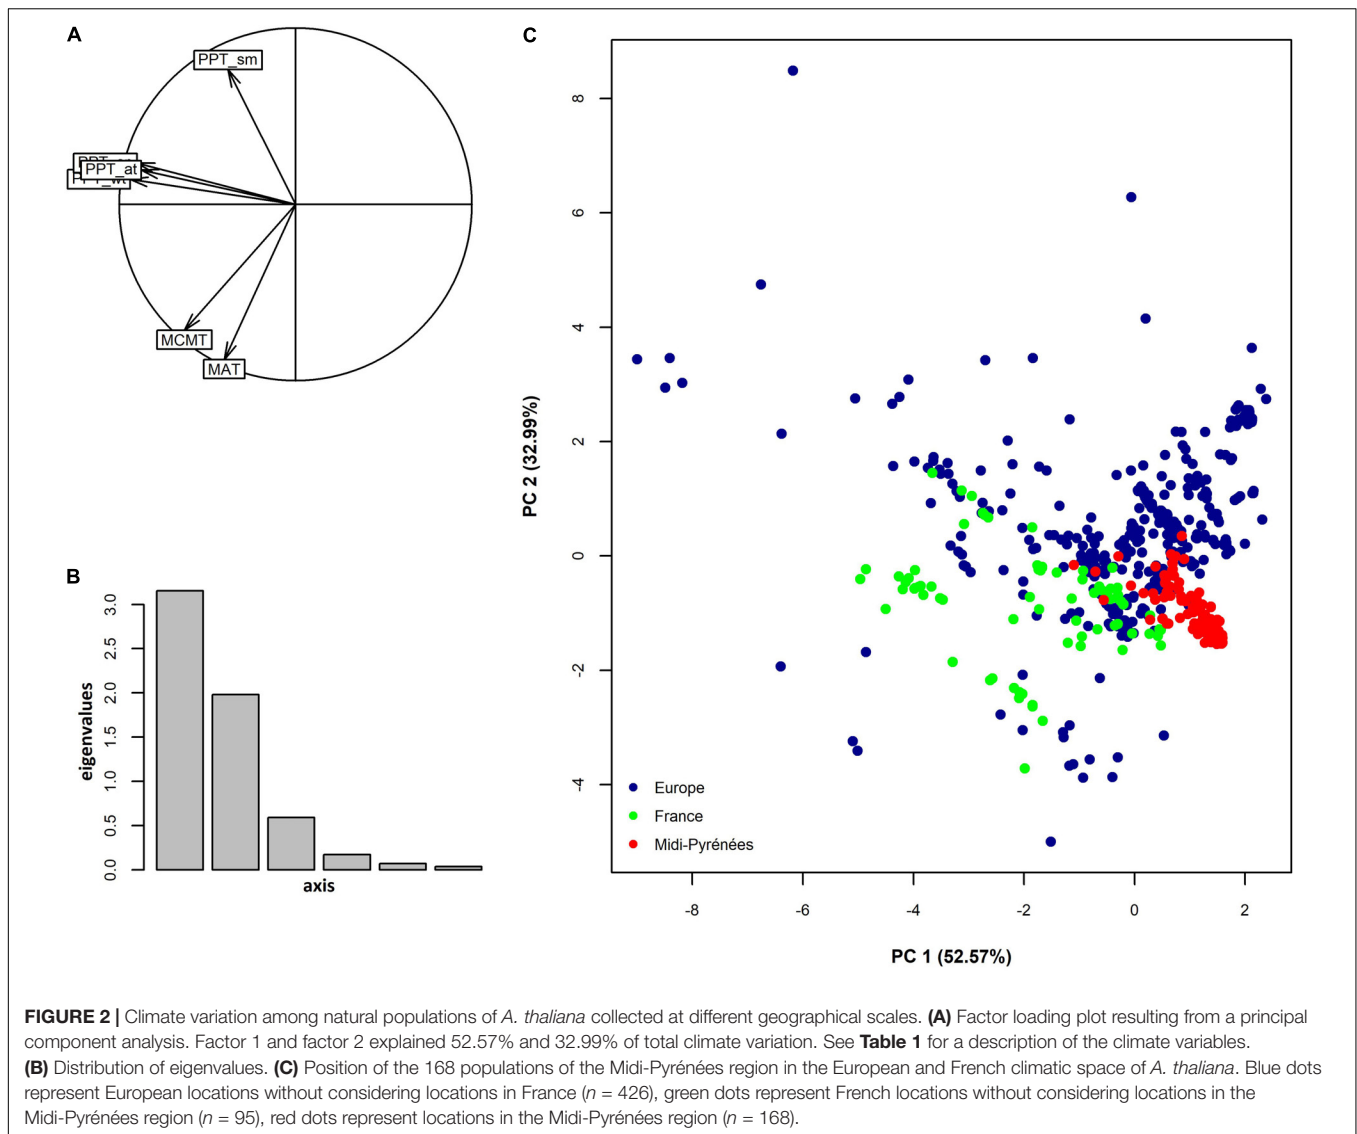 A
PPT_sm
PPT_at
MCMT
MAT
B
eigenvalues
3.0
2.5
2.0
1.5
1.0
0.5
0.0
axis
C
PC 2 (32.99%)
8
6
4
2
0
-2
-4
Europe
France
Midi-Pyrénées
-8
-6
-4
-2
0
2
PC 1 (52.57%)
FIGURE 2 | Climate variation among natural populations of A. thaliana collected at different geographical scales. (A) Factor loading plot resulting from a principal
component analysis. Factor 1 and factor 2 explained 52.57% and 32.99% of total climate variation. See Table 1 for a description of the climate variables.
(B) Distribution of eigenvalues. (C) Position of the 168 populations of the Midi-Pyrénées region in the European and French climatic space of A. thaliana. Blue dots
represent European locations without considering locations in France (n = 426), green dots represent French locations without considering locations in the
Midi-Pyrénées region (n = 95), red dots represent locations in the Midi-Pyrénées region (n = 168).